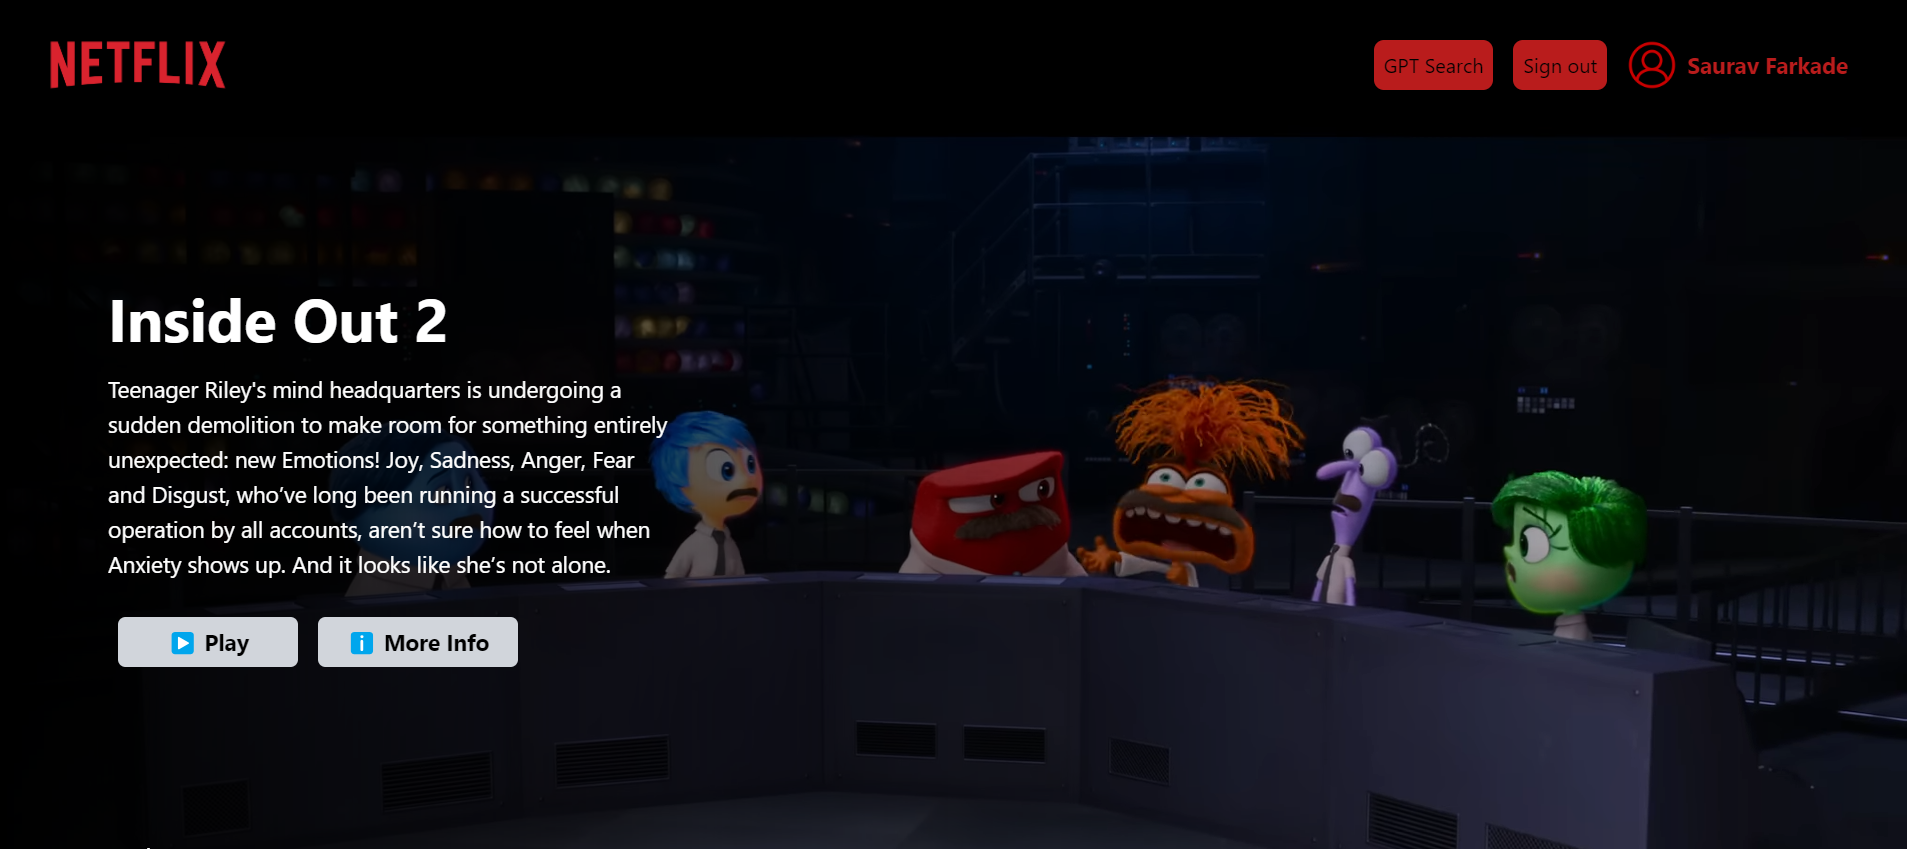 NETFLIX
GPT Search
Sign out
Saurav Farkade
Inside Out 2
Teenager Riley's mind headquarters is undergoing a
sudden demolition to make room for something entirely
unexpected: new Emotions! Joy, Sadness, Anger, Fear
and Disgust, who’ve long been running a successful
operation by all accounts, aren’t sure how to feel when
Anxiety shows up. And it looks like she’s not alone.
Play
More Info